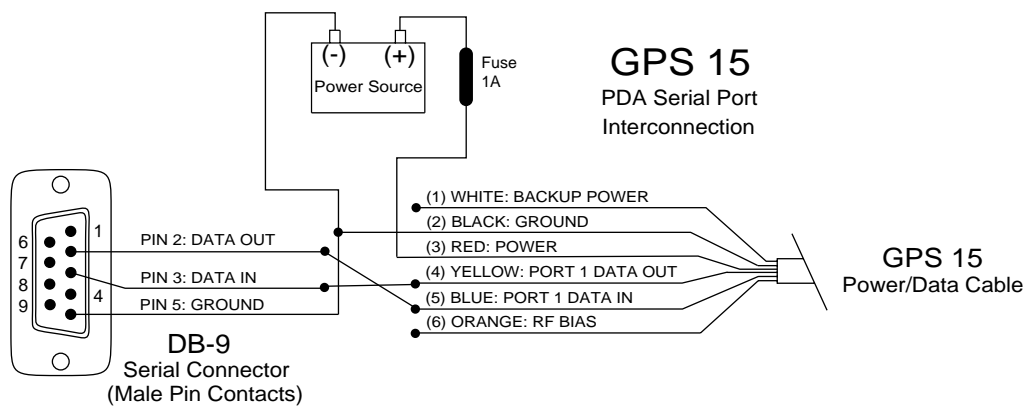 (-) (+)
Power Source
Fuse
1A
GPS 15
PDA Serial Port
Interconnection
1
6
7
8
9
4
PIN 2: DATA OUT
PIN 3: DATA IN
PIN 5: GROUND
(1) WHITE: BACKUP POWER
(2) BLACK: GROUND
(3) RED: POWER
(4) YELLOW: PORT 1 DATA OUT
(5) BLUE: PORT 1 DATA IN
(6) ORANGE: RF BIAS
GPS 15
Power/Data Cable
DB-9
Serial Connector
(Male Pin Contacts)